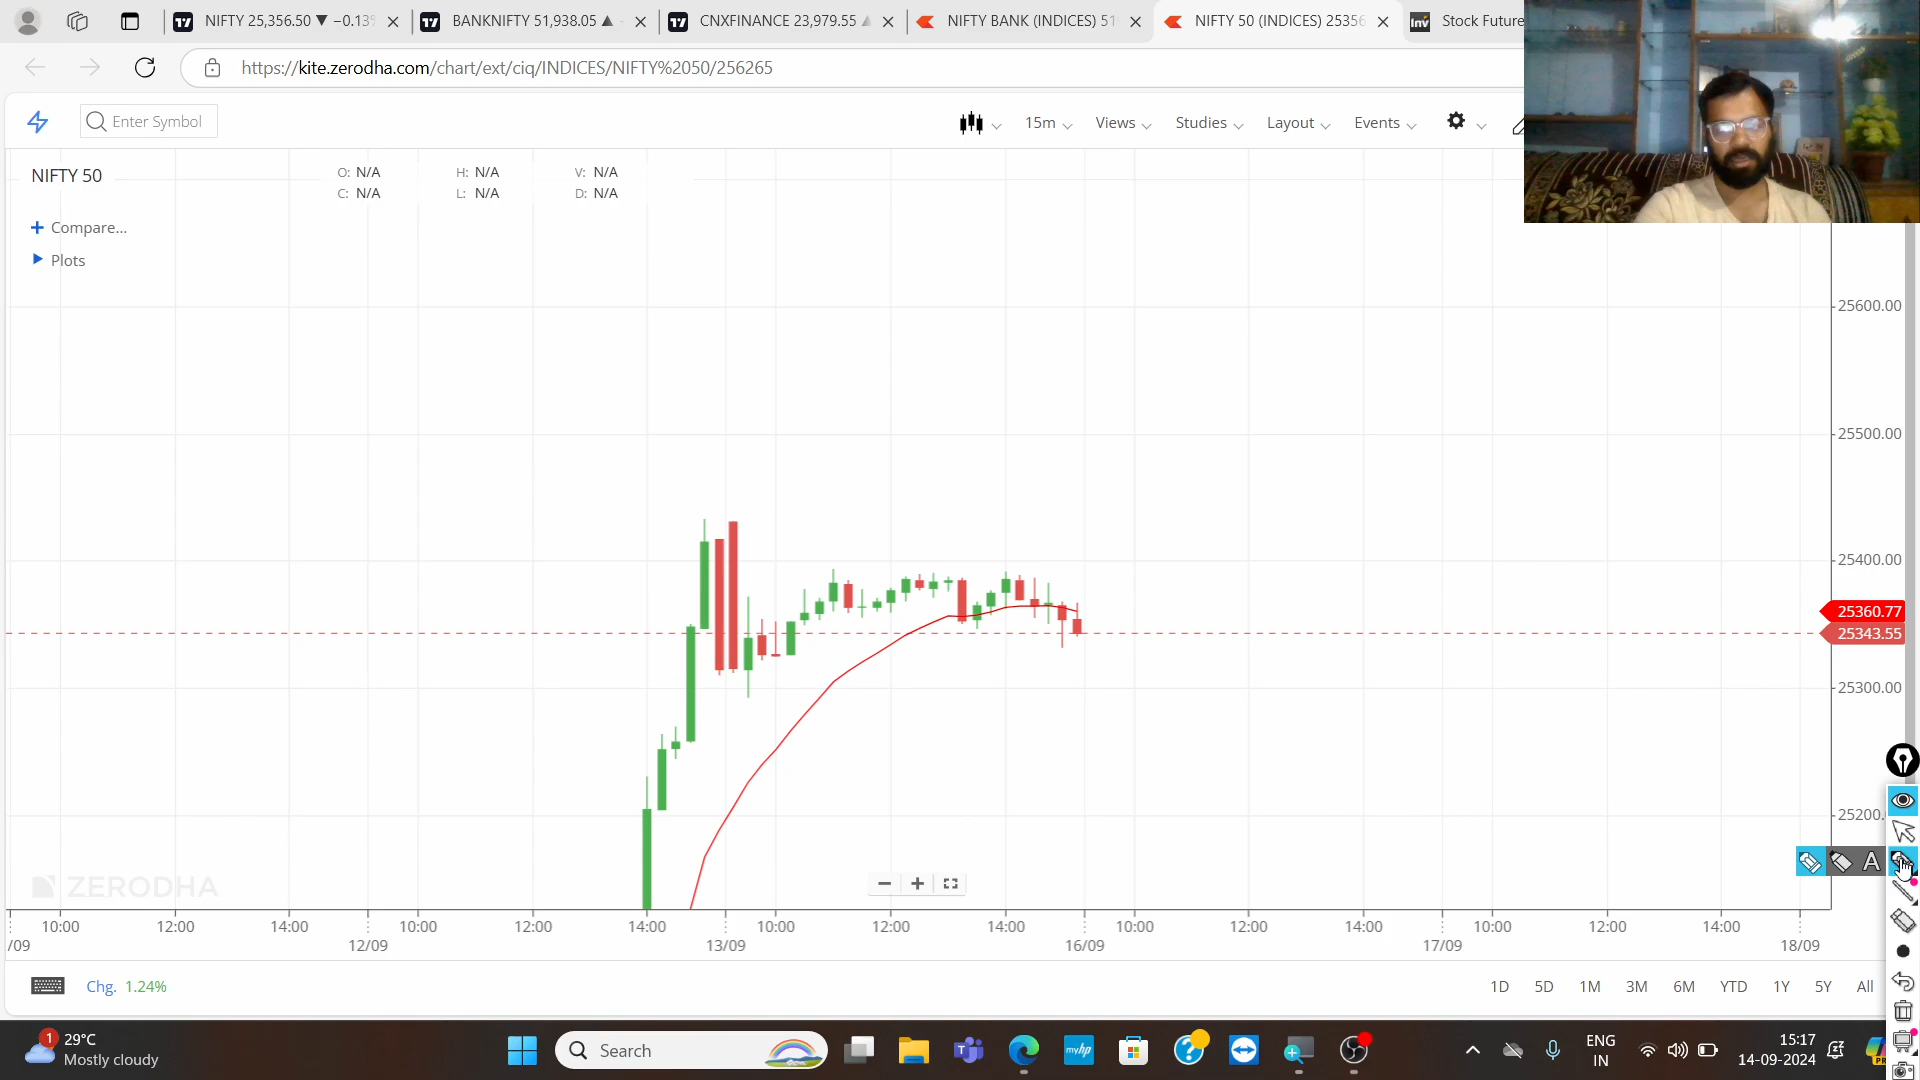 NIFTY 25,356.50 ▼ −0.13%
BANKNIFTY 51,938.05 ▲
CNXFINANCE 23,979.55
NIFTY BANK (INDICES) 51
NIFTY 50 (INDICES) 25356
Stock Future
https://kite.zerodha.com/chart/ext/ciq/INDICES/NIFTY%2050/256265
Enter Symbol
15m
Views
Studies
Layout
Events
NIFTY 50
O: N/A H: N/A V: N/A
C: N/A L: N/A D: N/A
+ Compare...
Plots
25600.00
25500.00
25400.00
25360.77
25343.55
25300.00
25200.
A
ZERODHA
10:00 12:00 14:00 10:00 12:00 14:00 10:00 12:00 14:00 10:00 12:00 14:00 10:00 12:00 14:00
/09 12/09 13/09 16/09 17/09 18/09
Chg. 1.24%
1D 5D 1M 3M 6M YTD 1Y 5Y All
1
29°C
Mostly cloudy
Search
myhp
ENG
IN
15:17
14-09-2024